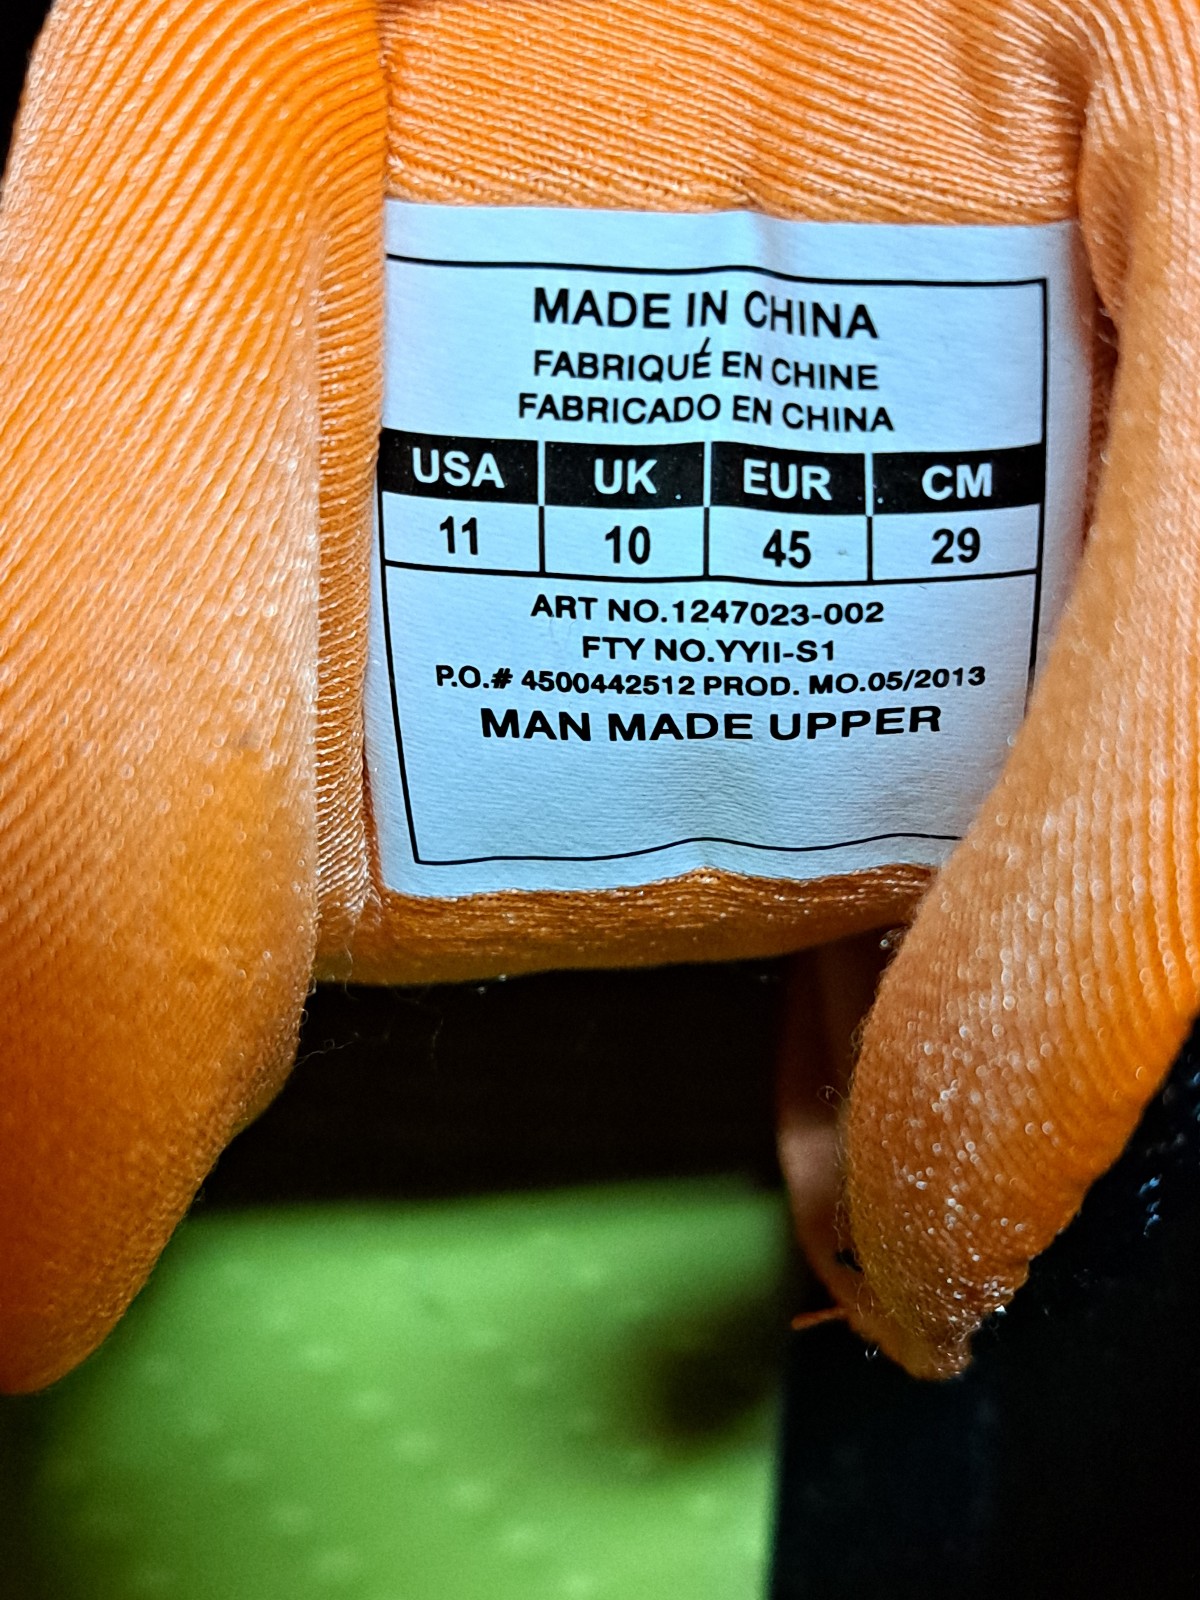 MADE IN CHINA
FABRIQUÉ EN CHINE
FABRICADO EN CHINA
USA UK EUR CM
11 10 45 29
ART NO.1247023-002
FTY NO.YYII-S1
P.O.# 4500442512 PROD. MO.05/2013
MAN MADE UPPER